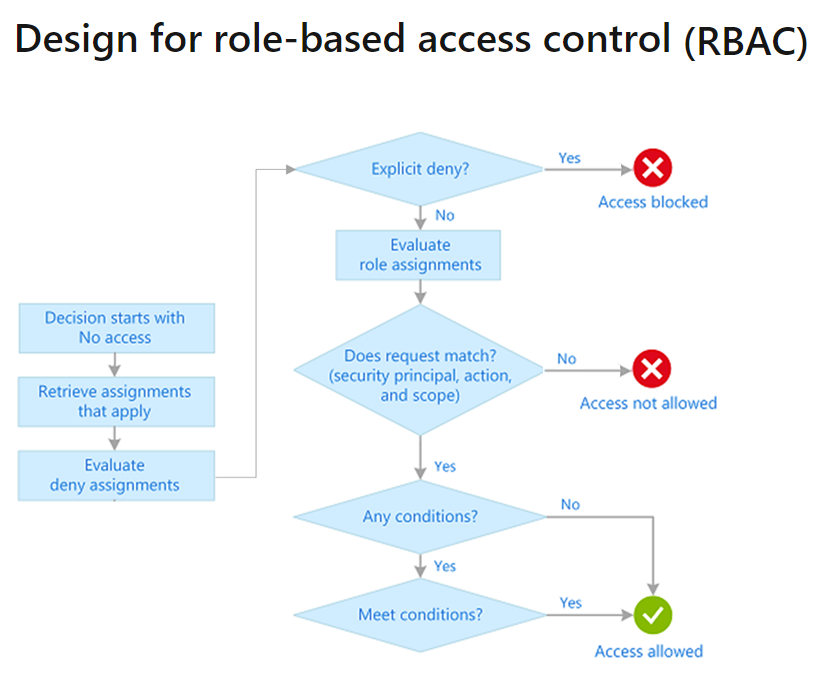 Design for role-based access control (RBAC)
Explicit deny?
Yes
Access blocked
No
Evaluate
role assignments
Decision starts with
No access
Retrieve assignments
that apply
Evaluate
deny assignments
Does request match?
(security principal, action,
and scope)
No
Access not allowed
Yes
Any conditions?
No
Yes
Meet conditions?
Yes
Access allowed